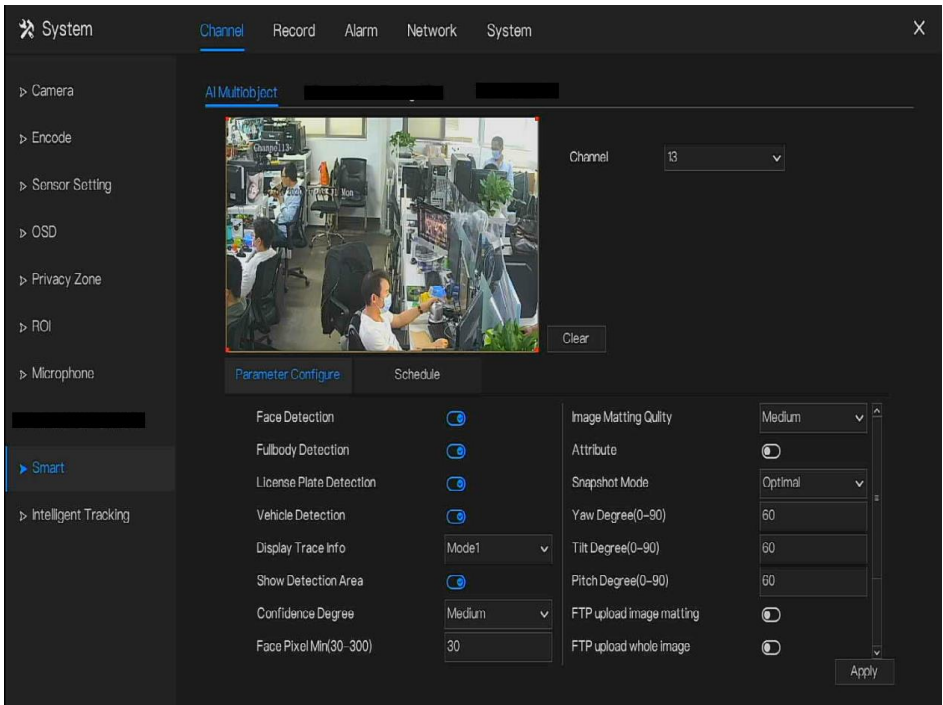 System
Channel Record Alarm Network System X
Camera
Encode
Sensor Setting
OSD
Privacy Zone
ROI
Microphone
Smart
Intelligent Tracking
AI Multiobject
Channel13
Mon
Channel 13
Clear
Parameter Configure Schedule
Face Detection
Fullbody Detection
License Plate Detection
Vehicle Detection
Display Trace Info Mode1
Show Detection Area
Confidence Degree Medium
Face Pixel Min(30-300) 30
Image Matting Qulity Medium
Attribute
Snapshot Mode Optimal
Yaw Degree(0-90) 60
Tilt Degree(0-90) 60
Pitch Degree(0-90) 60
FTP upload image matting
FTP upload whole image
Apply